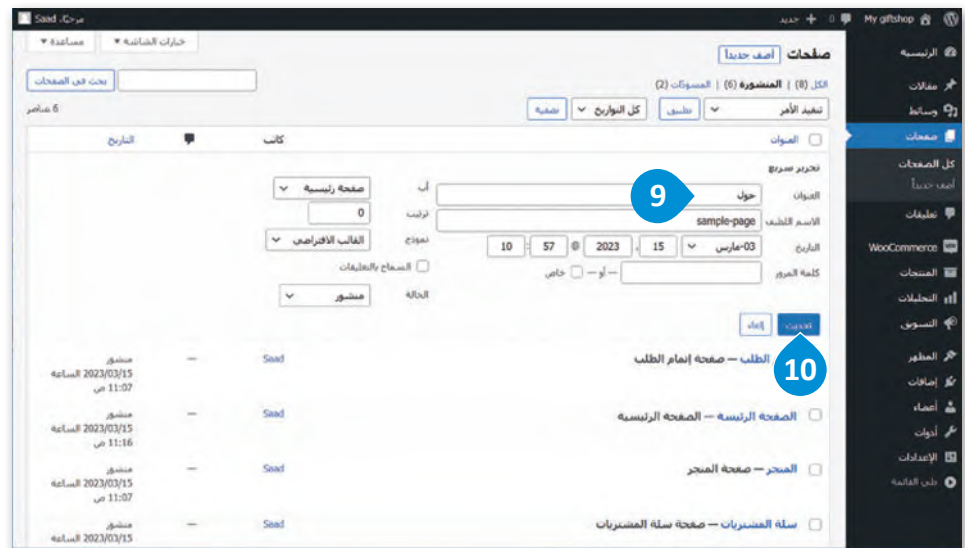 My giftshop 0 + جديد مرحبًا، Saad
خيارات الشاشة ▼ مساعدة ▼
صفحات أضف جديداً
الكل (8) | المنشورة (6) | المسودّات (2)
بحث في الصفحات
تنفيذ الأمر تطبيق كل التواريخ تصفية
6 عناصر
العنوان كاتب التاريخ
تحرير سريع
العنوان حول
الاسم اللطيف sample-page
التاريخ 03-مارس 15 , 2023 @ 57 : 10
كلمة المرور — أو — خاص
أب صفحة رئيسية
ترتيب 0
نموذج القالب الافتراضي
السماح بالتعليقات
الحالة منشور
9
تحديث إلغاء
10
الطلب — صفحة إتمام الطلب Saad — منشور
2023/03/15 الساعة
11:07 ص
الصفحة الرئيسة — الصفحة الرئيسية Saad — منشور
2023/03/15 الساعة
11:16 ص
المتجر — صفحة المتجر Saad — منشور
2023/03/15 الساعة
11:07 ص
سلة المشتريات — صفحة سلة المشتريات Saad — منشور
2023/03/15 الساعة
الرئيسية
مقالات
وسائط
صفحات
كل الصفحات
أضف جديداً
تعليقات
WooCommerce
المنتجات
التحليلات
التسويق
المظهر
إضافات
أعضاء
أدوات
الإعدادات
طي القائمة